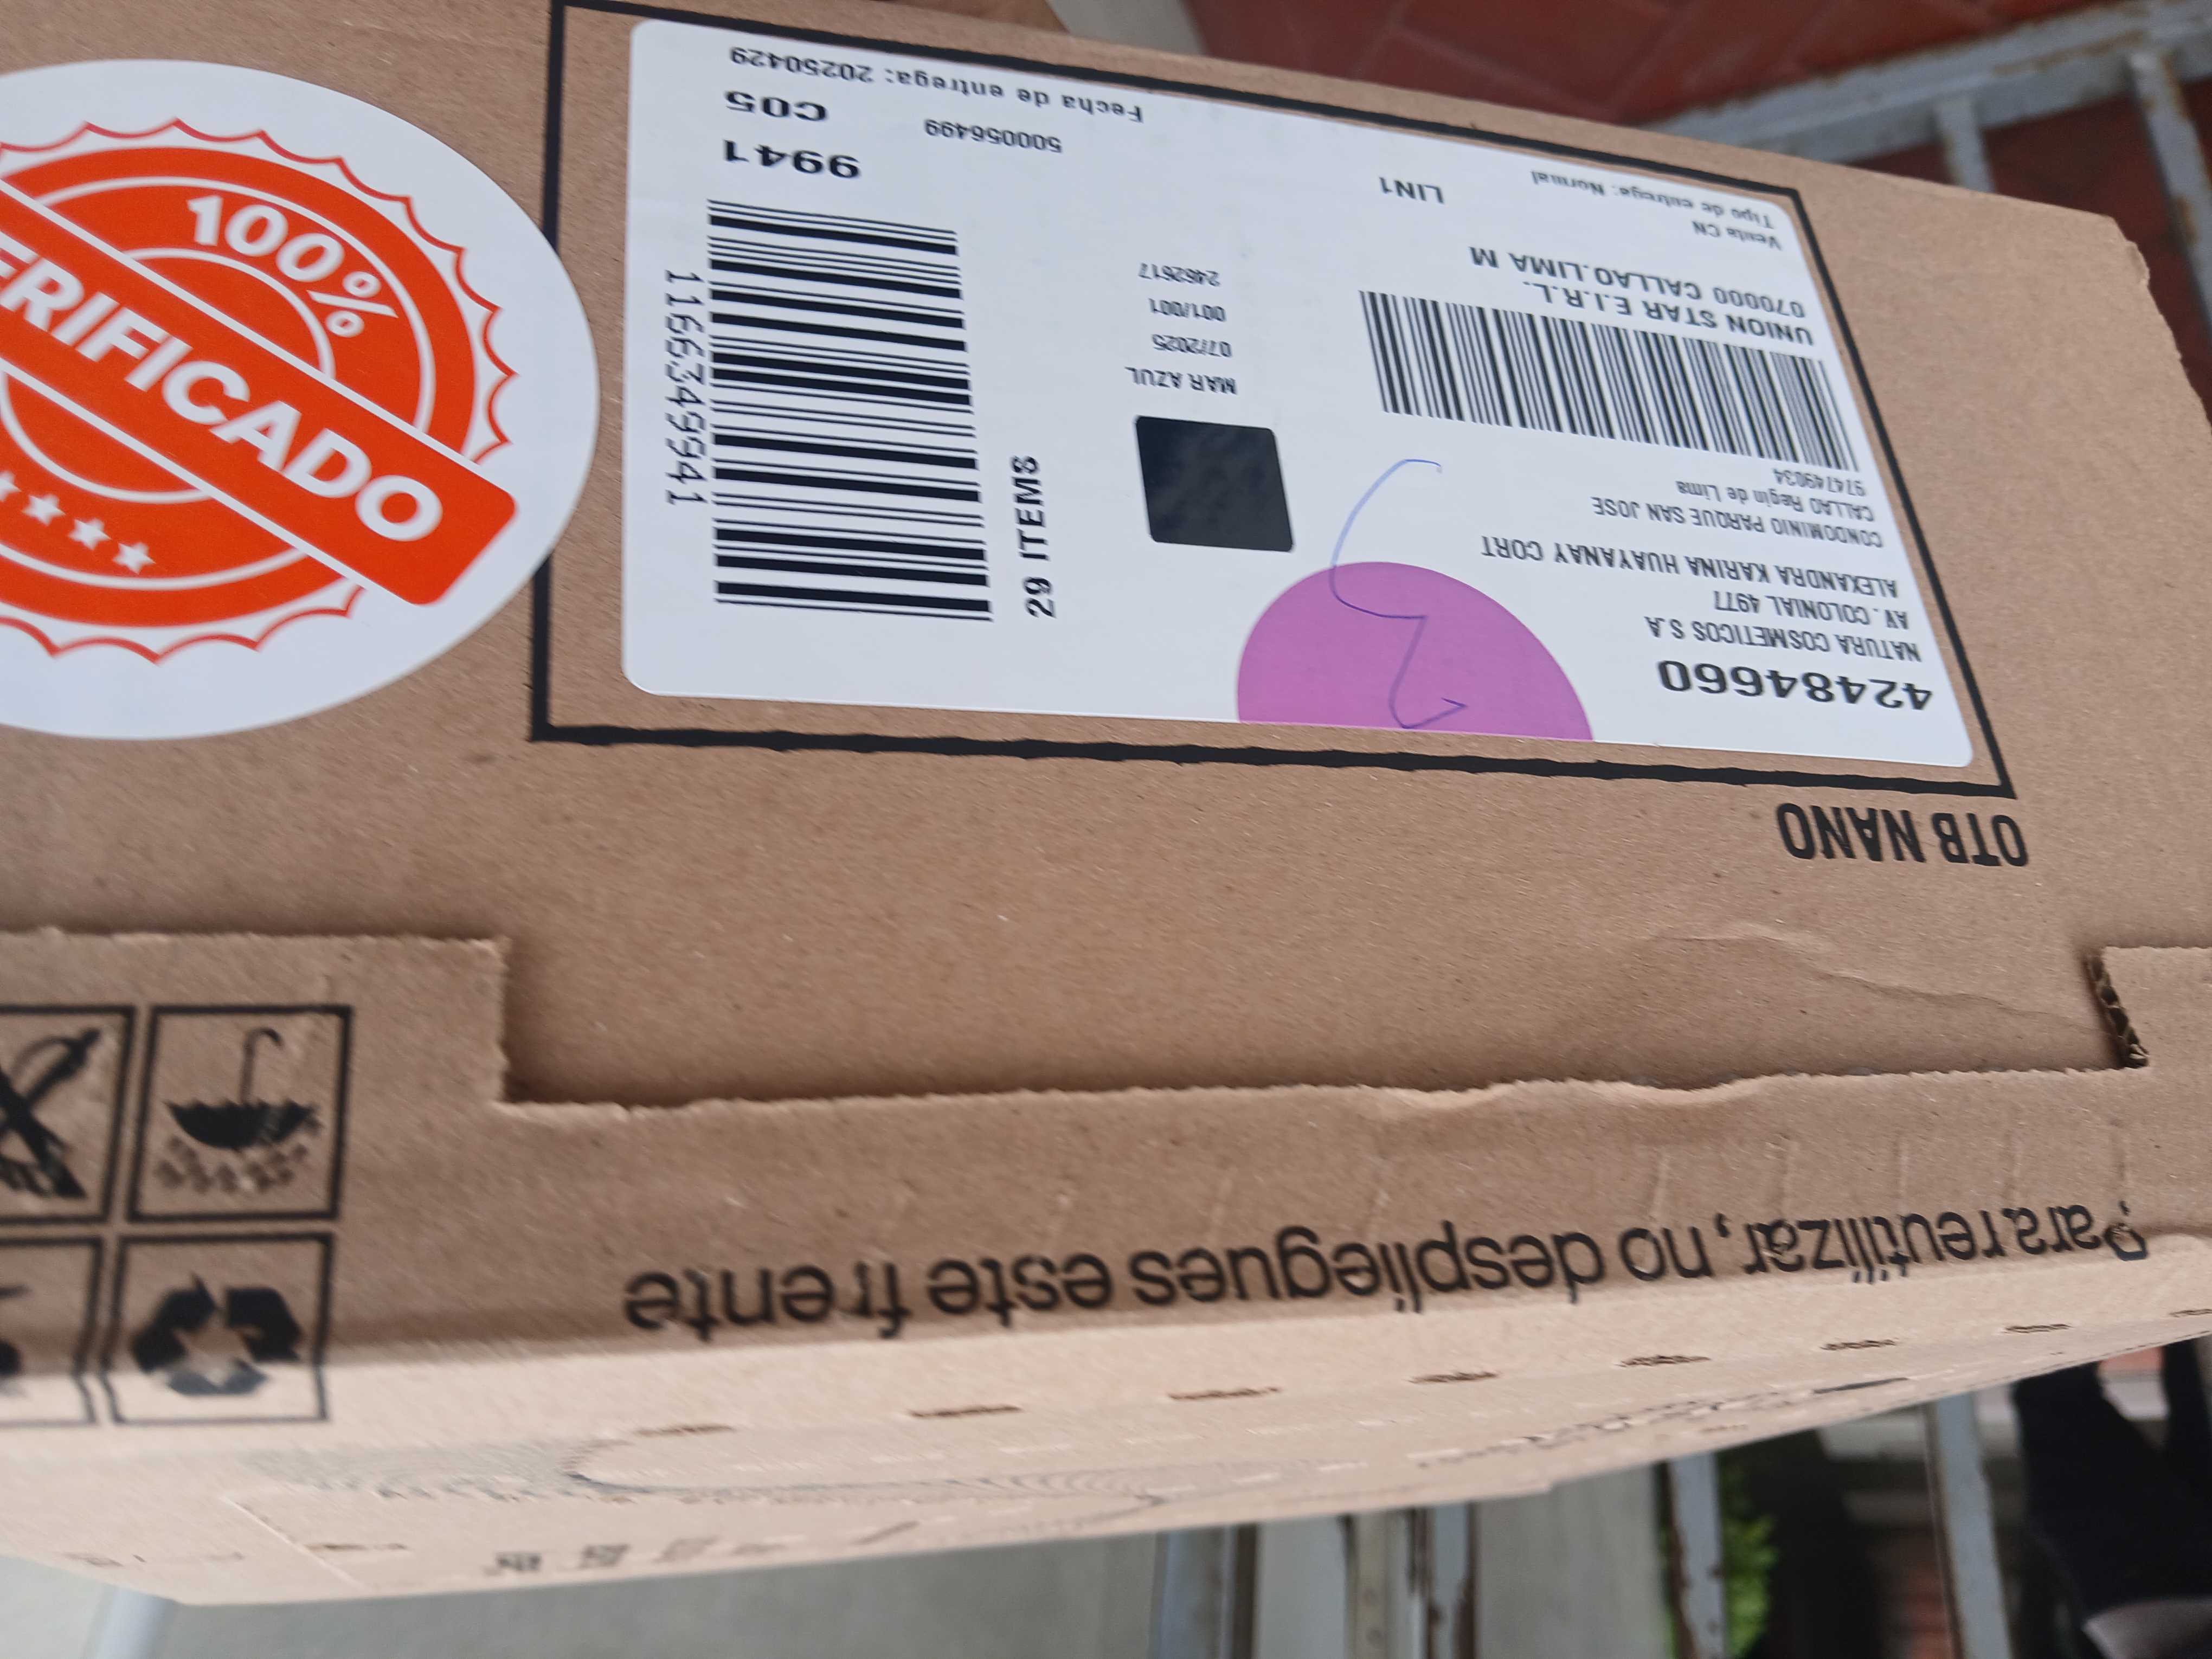 42484660
NATURA COSMETICOS S.A
AV. COLONIAL 4977
ALEXANDRA KARINA HUAYANAY CORT
CONDOMINIO PARQUE SAN JOSE
CALLAO Regin de Lima
974749034
UNION STAR E.I.R.L.
070000 CALLAO.LIMA M
Venta CN
Tipo de entrega: Normal
LIN1
MAR AZUL
07/2025
001/001
2462617
29 ITEMS
1166349941
9941
C05
500056499
Fecha de entrega: 20250429
100%
ERIFICADO
OTB NANO
Para reutilizar, no despliegues este frente